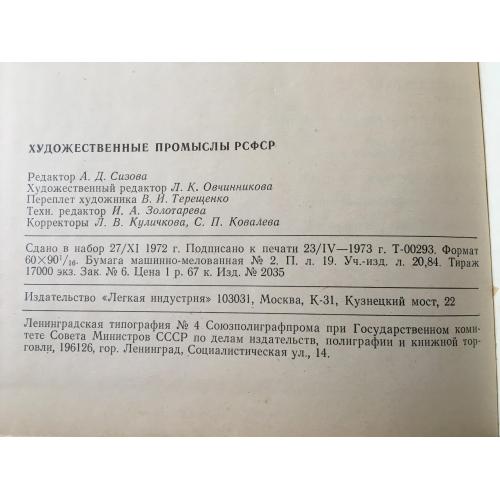 ХУДОЖЕСТВЕННЫЕ ПРОМЫСЛЫ РСФСР
Редактор А. Д. Сизова
Художественный редактор Л. К. Овчинникова
Переплет художника В. И. Терещенко
Техн. редактор И. А. Золотарева
Корректоры Л. В. Куличкова, С. П. Ковалева
Сдано в набор 27/XI 1972 г. Подписано к печати 23/IV—1973 г. Т-00293. Формат
60×90¹/₁₆. Бумага машинно-мелованная № 2. П. л. 19. Уч.-изд. л. 20,84. Тираж
17000 экз. Зак. № 6. Цена 1 р. 67 к. Изд. № 2035
Издательство «Легкая индустрия» 103031, Москва, К-31, Кузнецкий мост, 22
Ленинградская типография № 4 Союзполиграфпрома при Государственном коми-
тете Совета Министров СССР по делам издательств, полиграфии и книжной тор-
говли, 196126, гор. Ленинград, Социалистическая ул., 14.